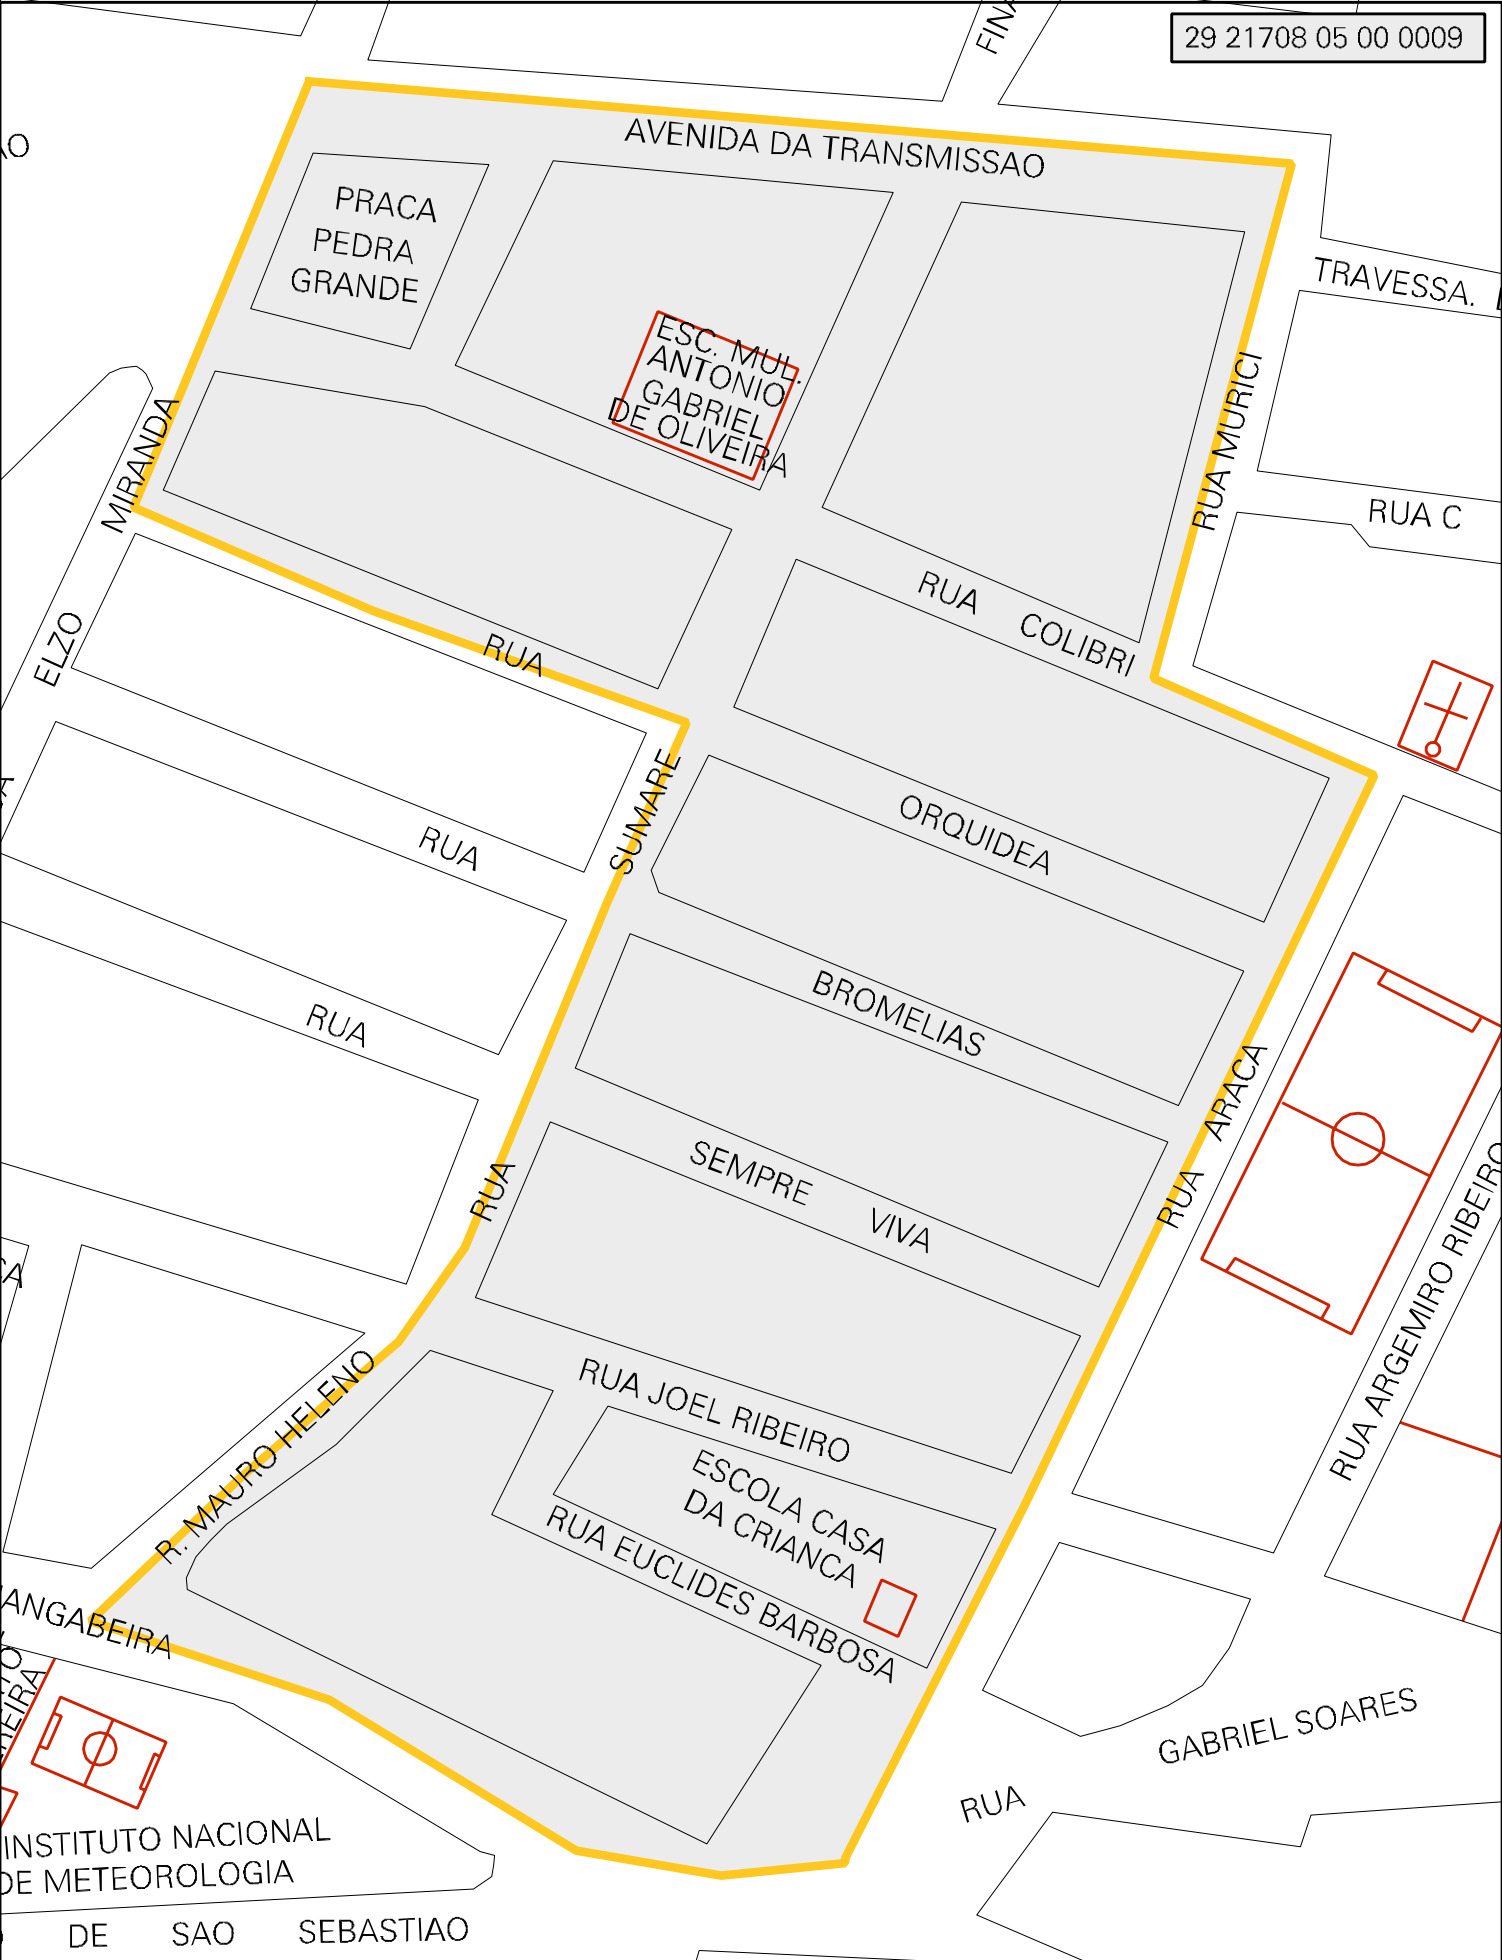 29 21708 05 00 0009
AVENIDA DA TRANSMISSAO
PRACA
PEDRA
GRANDE
TRAVESSA.
ESC. MUL.
ANTONIO
GABRIEL
DE OLIVEIRA
RUA MURICI
MIRANDA
RUA C
RUA COLIBRI
ELZO
RUA
SUMARE
ORQUIDEA
RUA
BROMELIAS
RUA
RUA ARACA
SEMPRE VIVA
RUA
RUA ARGEMIRO RIBEIRO
R. MAURO HELENO
RUA JOEL RIBEIRO
ESCOLA CASA
DA CRIANCA
RUA EUCLIDES BARBOSA
ANGABEIRA
GABRIEL SOARES
RUA
INSTITUTO NACIONAL
DE METEOROLOGIA
DE SAO SEBASTIAO